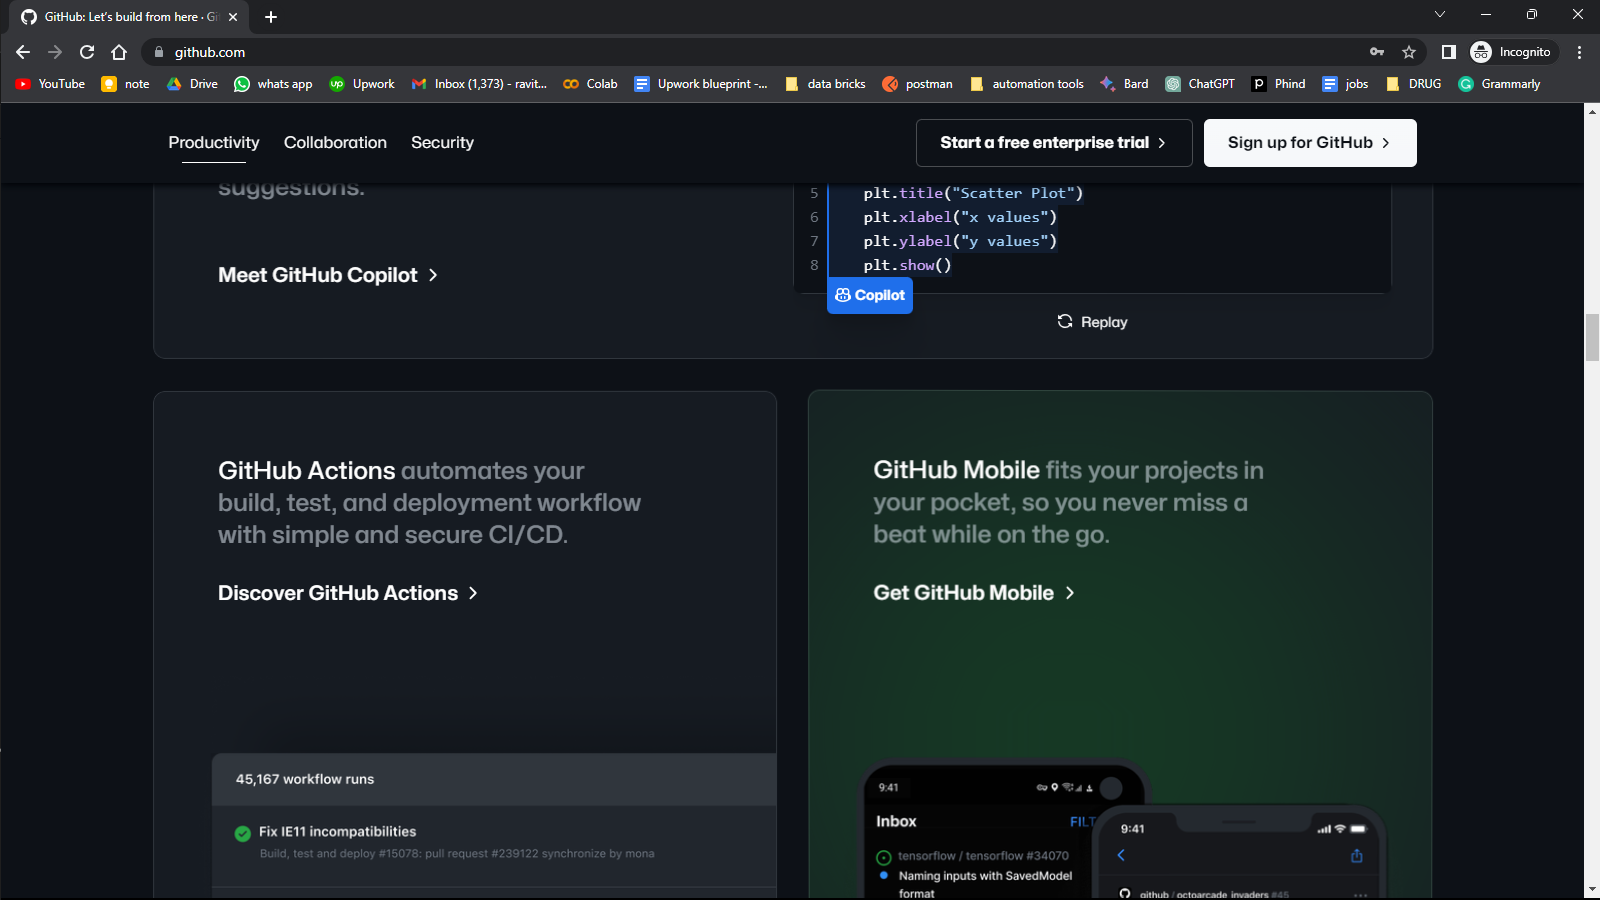 GitHub: Let's build from here · Gi
github.com
Incognito
YouTube
note
Drive
whats app
Upwork
Inbox (1,373) - ravit...
Colab
Upwork blueprint -...
data bricks
postman
automation tools
Bard
ChatGPT
Phind
jobs
DRUG
Grammarly
Productivity
Collaboration
Security
Start a free enterprise trial
Sign up for GitHub
suggestions.
Meet GitHub Copilot
5 plt.title("Scatter Plot")
6 plt.xlabel("x values")
7 plt.ylabel("y values")
8 plt.show()
Copilot
Replay
GitHub Actions automates your
build, test, and deployment workflow
with simple and secure CI/CD.
Discover GitHub Actions
45,167 workflow runs
Fix IE11 incompatibilities
Build, test and deploy #15078: pull request #239122 synchronize by mona
GitHub Mobile fits your projects in
your pocket, so you never miss a
beat while on the go.
Get GitHub Mobile
9:41
Inbox
FILT
tensorflow / tensorflow #34070
Naming inputs with SavedModel
format
9:41
github / octoarcade_invaders #45